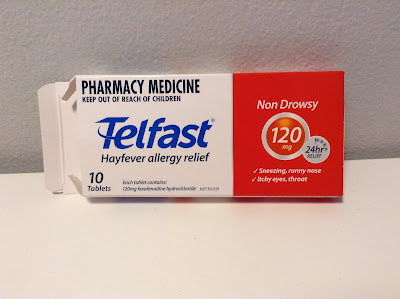 PHARMACY MEDICINE
KEEP OUT OF REACH OF CHILDREN
Telfast®
Hayfever allergy relief
10
Tablets
Each tablet contains:
120mg fexofenadine hydrochloride
Non Drowsy
120
mg
24hr
RELIEF
✓ Sneezing, runny nose
✓ Itchy eyes, throat